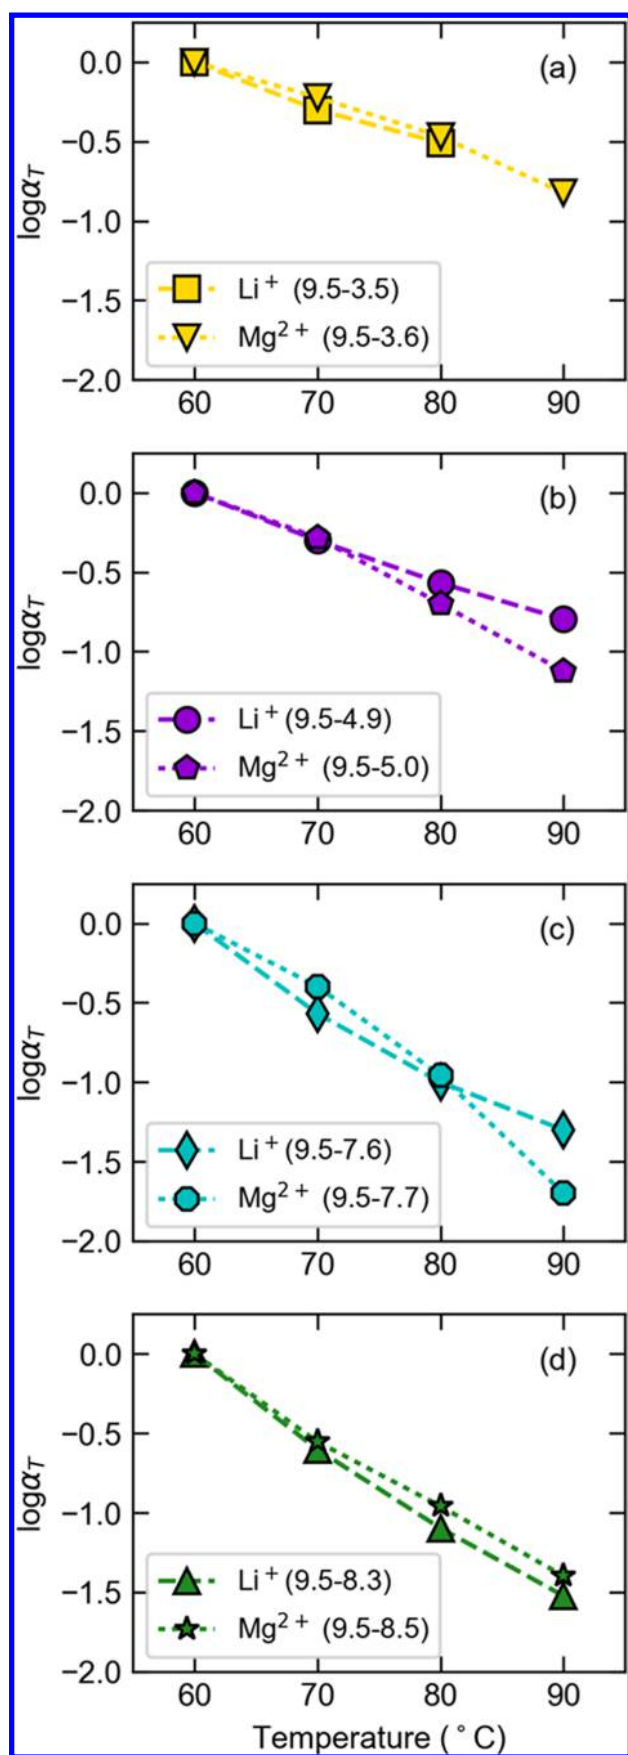 (a)
0.0
−0.5
−1.0
−1.5
−2.0
logα_T
Li⁺ (9.5-3.5)
Mg²⁺ (9.5-3.6)
60 70 80 90
(b)
0.0
−0.5
−1.0
−1.5
−2.0
logα_T
Li⁺ (9.5-4.9)
Mg²⁺ (9.5-5.0)
60 70 80 90
(c)
0.0
−0.5
−1.0
−1.5
−2.0
logα_T
Li⁺ (9.5-7.6)
Mg²⁺ (9.5-7.7)
60 70 80 90
(d)
0.0
−0.5
−1.0
−1.5
−2.0
logα_T
Li⁺ (9.5-8.3)
Mg²⁺ (9.5-8.5)
60 70 80 90
Temperature (°C)